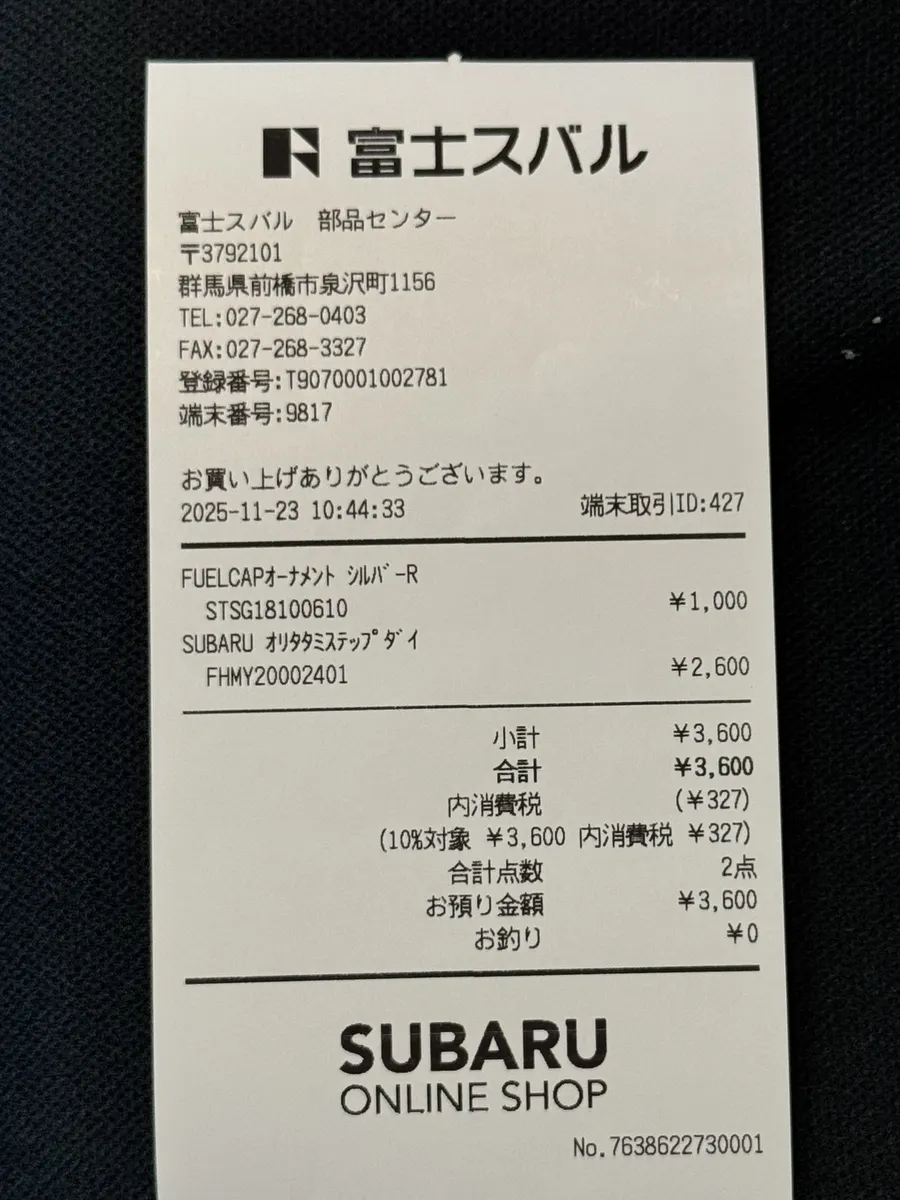 富士スバル
富士スバル 部品センター
〒3792101
群馬県前橋市泉沢町1156
TEL:027-268-0403
FAX:027-268-3327
登録番号:T9070001002781
端末番号:9817
お買い上げありがとうございます。
2025-11-23 10:44:33 端末取引ID:427
FUELCAPオーナメント シルバー-R
STSG18100610 ¥1,000
SUBARU オリタタミステップダイ
FHMY20002401 ¥2,600
小計 ¥3,600
合計 ¥3,600
内消費税 (¥327)
(10%対象 ¥3,600 内消費税 ¥327)
合計点数 2点
お預り金額 ¥3,600
お釣り ¥0
SUBARU
ONLINE SHOP
No.7638622730001